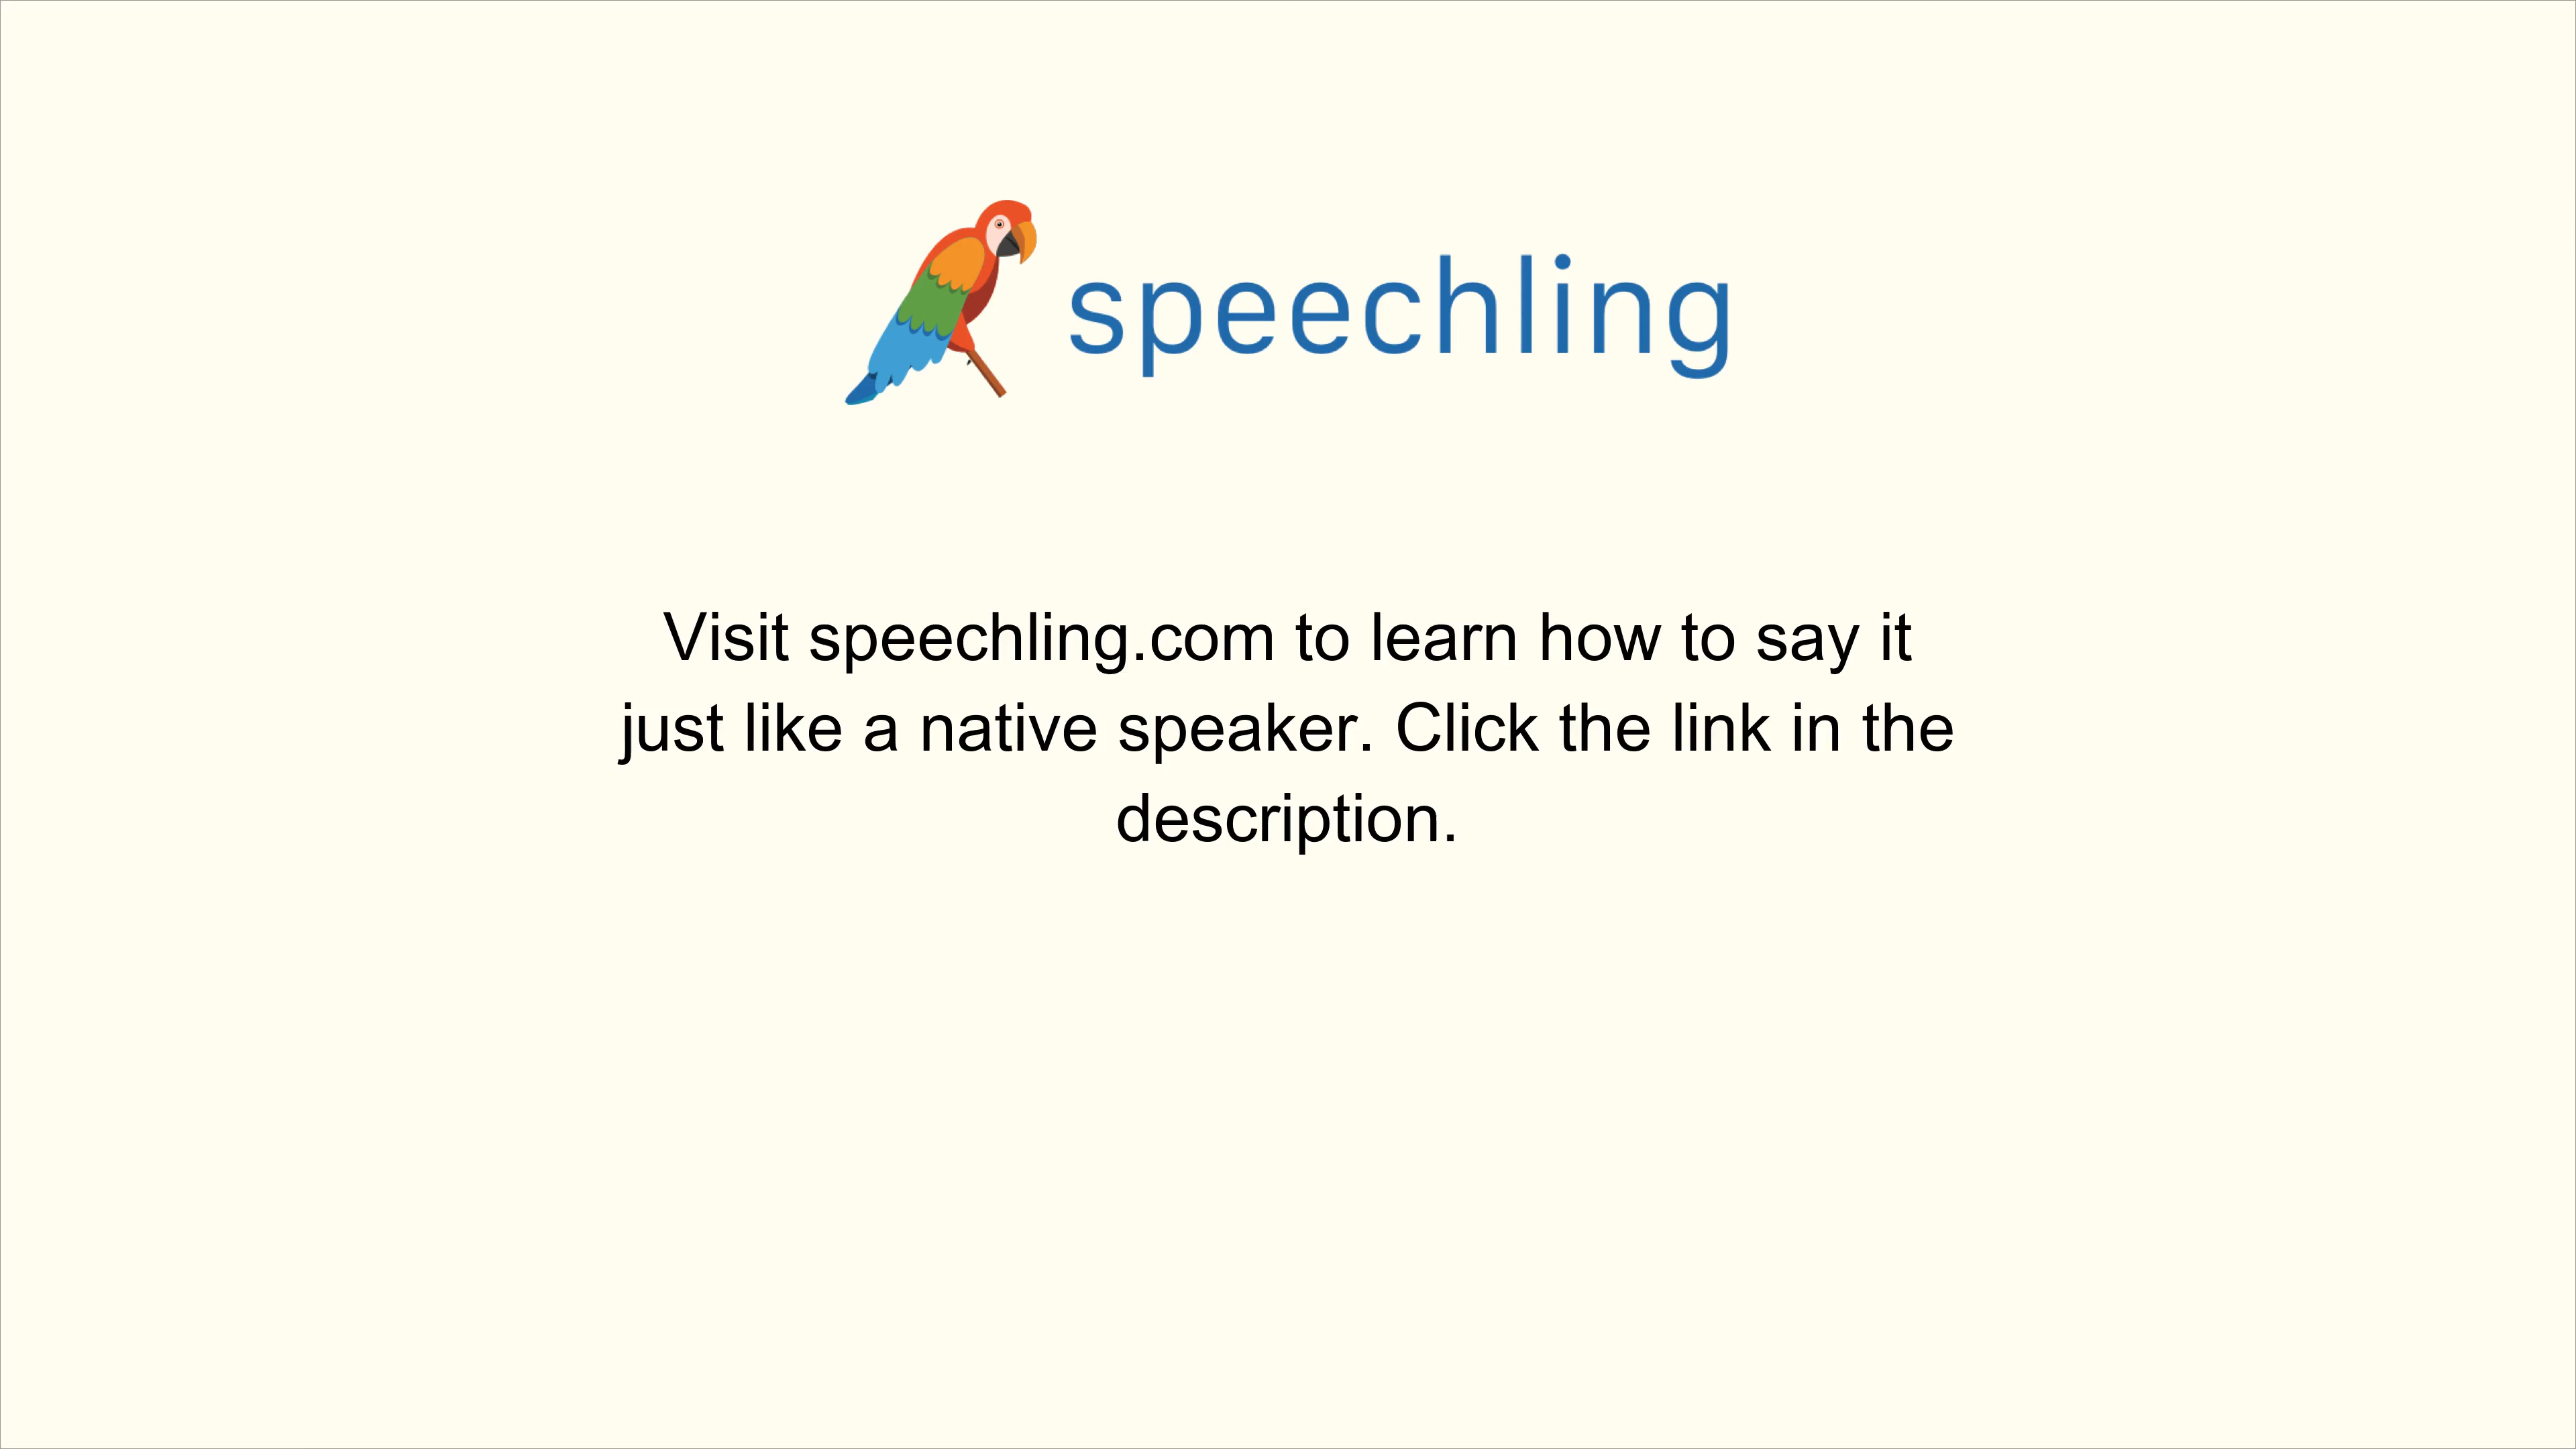 speechling
Visit speechling.com to learn how to say it
just like a native speaker. Click the link in the
description.